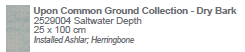 Upon Common Ground Collection - Dry Bark
2529004 Saltwater Depth
25 x 100 cm
Installed Ashlar; Herringbone